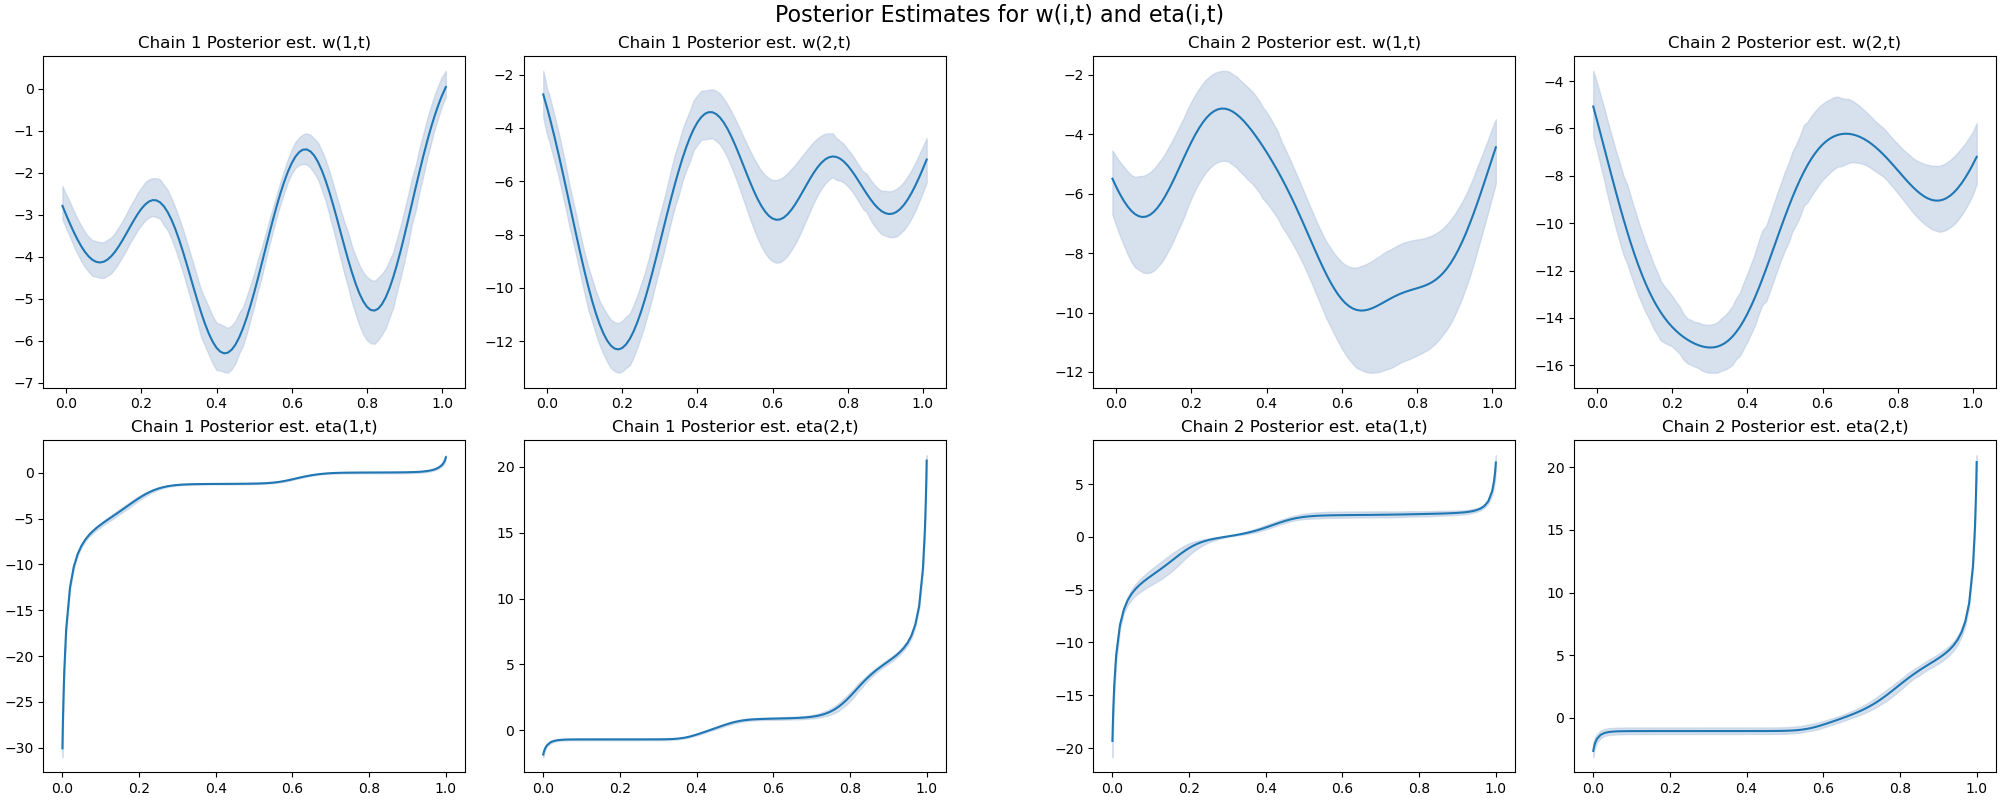 Posterior Estimates for w(i,t) and eta(i,t)
Chain 1 Posterior est. w(1,t)
Chain 1 Posterior est. w(2,t)
Chain 2 Posterior est. w(1,t)
Chain 2 Posterior est. w(2,t)
0
−1
−2
−3
−4
−5
−6
−7
0.0 0.2 0.4 0.6 0.8 1.0
−2
−4
−6
−8
−10
−12
0.0 0.2 0.4 0.6 0.8 1.0
−2
−4
−6
−8
−10
−12
0.0 0.2 0.4 0.6 0.8 1.0
−4
−6
−8
−10
−12
−14
−16
0.0 0.2 0.4 0.6 0.8 1.0
Chain 1 Posterior est. eta(1,t)
Chain 1 Posterior est. eta(2,t)
Chain 2 Posterior est. eta(1,t)
Chain 2 Posterior est. eta(2,t)
0
−5
−10
−15
−20
−25
−30
0.0 0.2 0.4 0.6 0.8 1.0
20
15
10
5
0
0.0 0.2 0.4 0.6 0.8 1.0
5
0
−5
−10
−15
−20
0.0 0.2 0.4 0.6 0.8 1.0
20
15
10
5
0
0.0 0.2 0.4 0.6 0.8 1.0